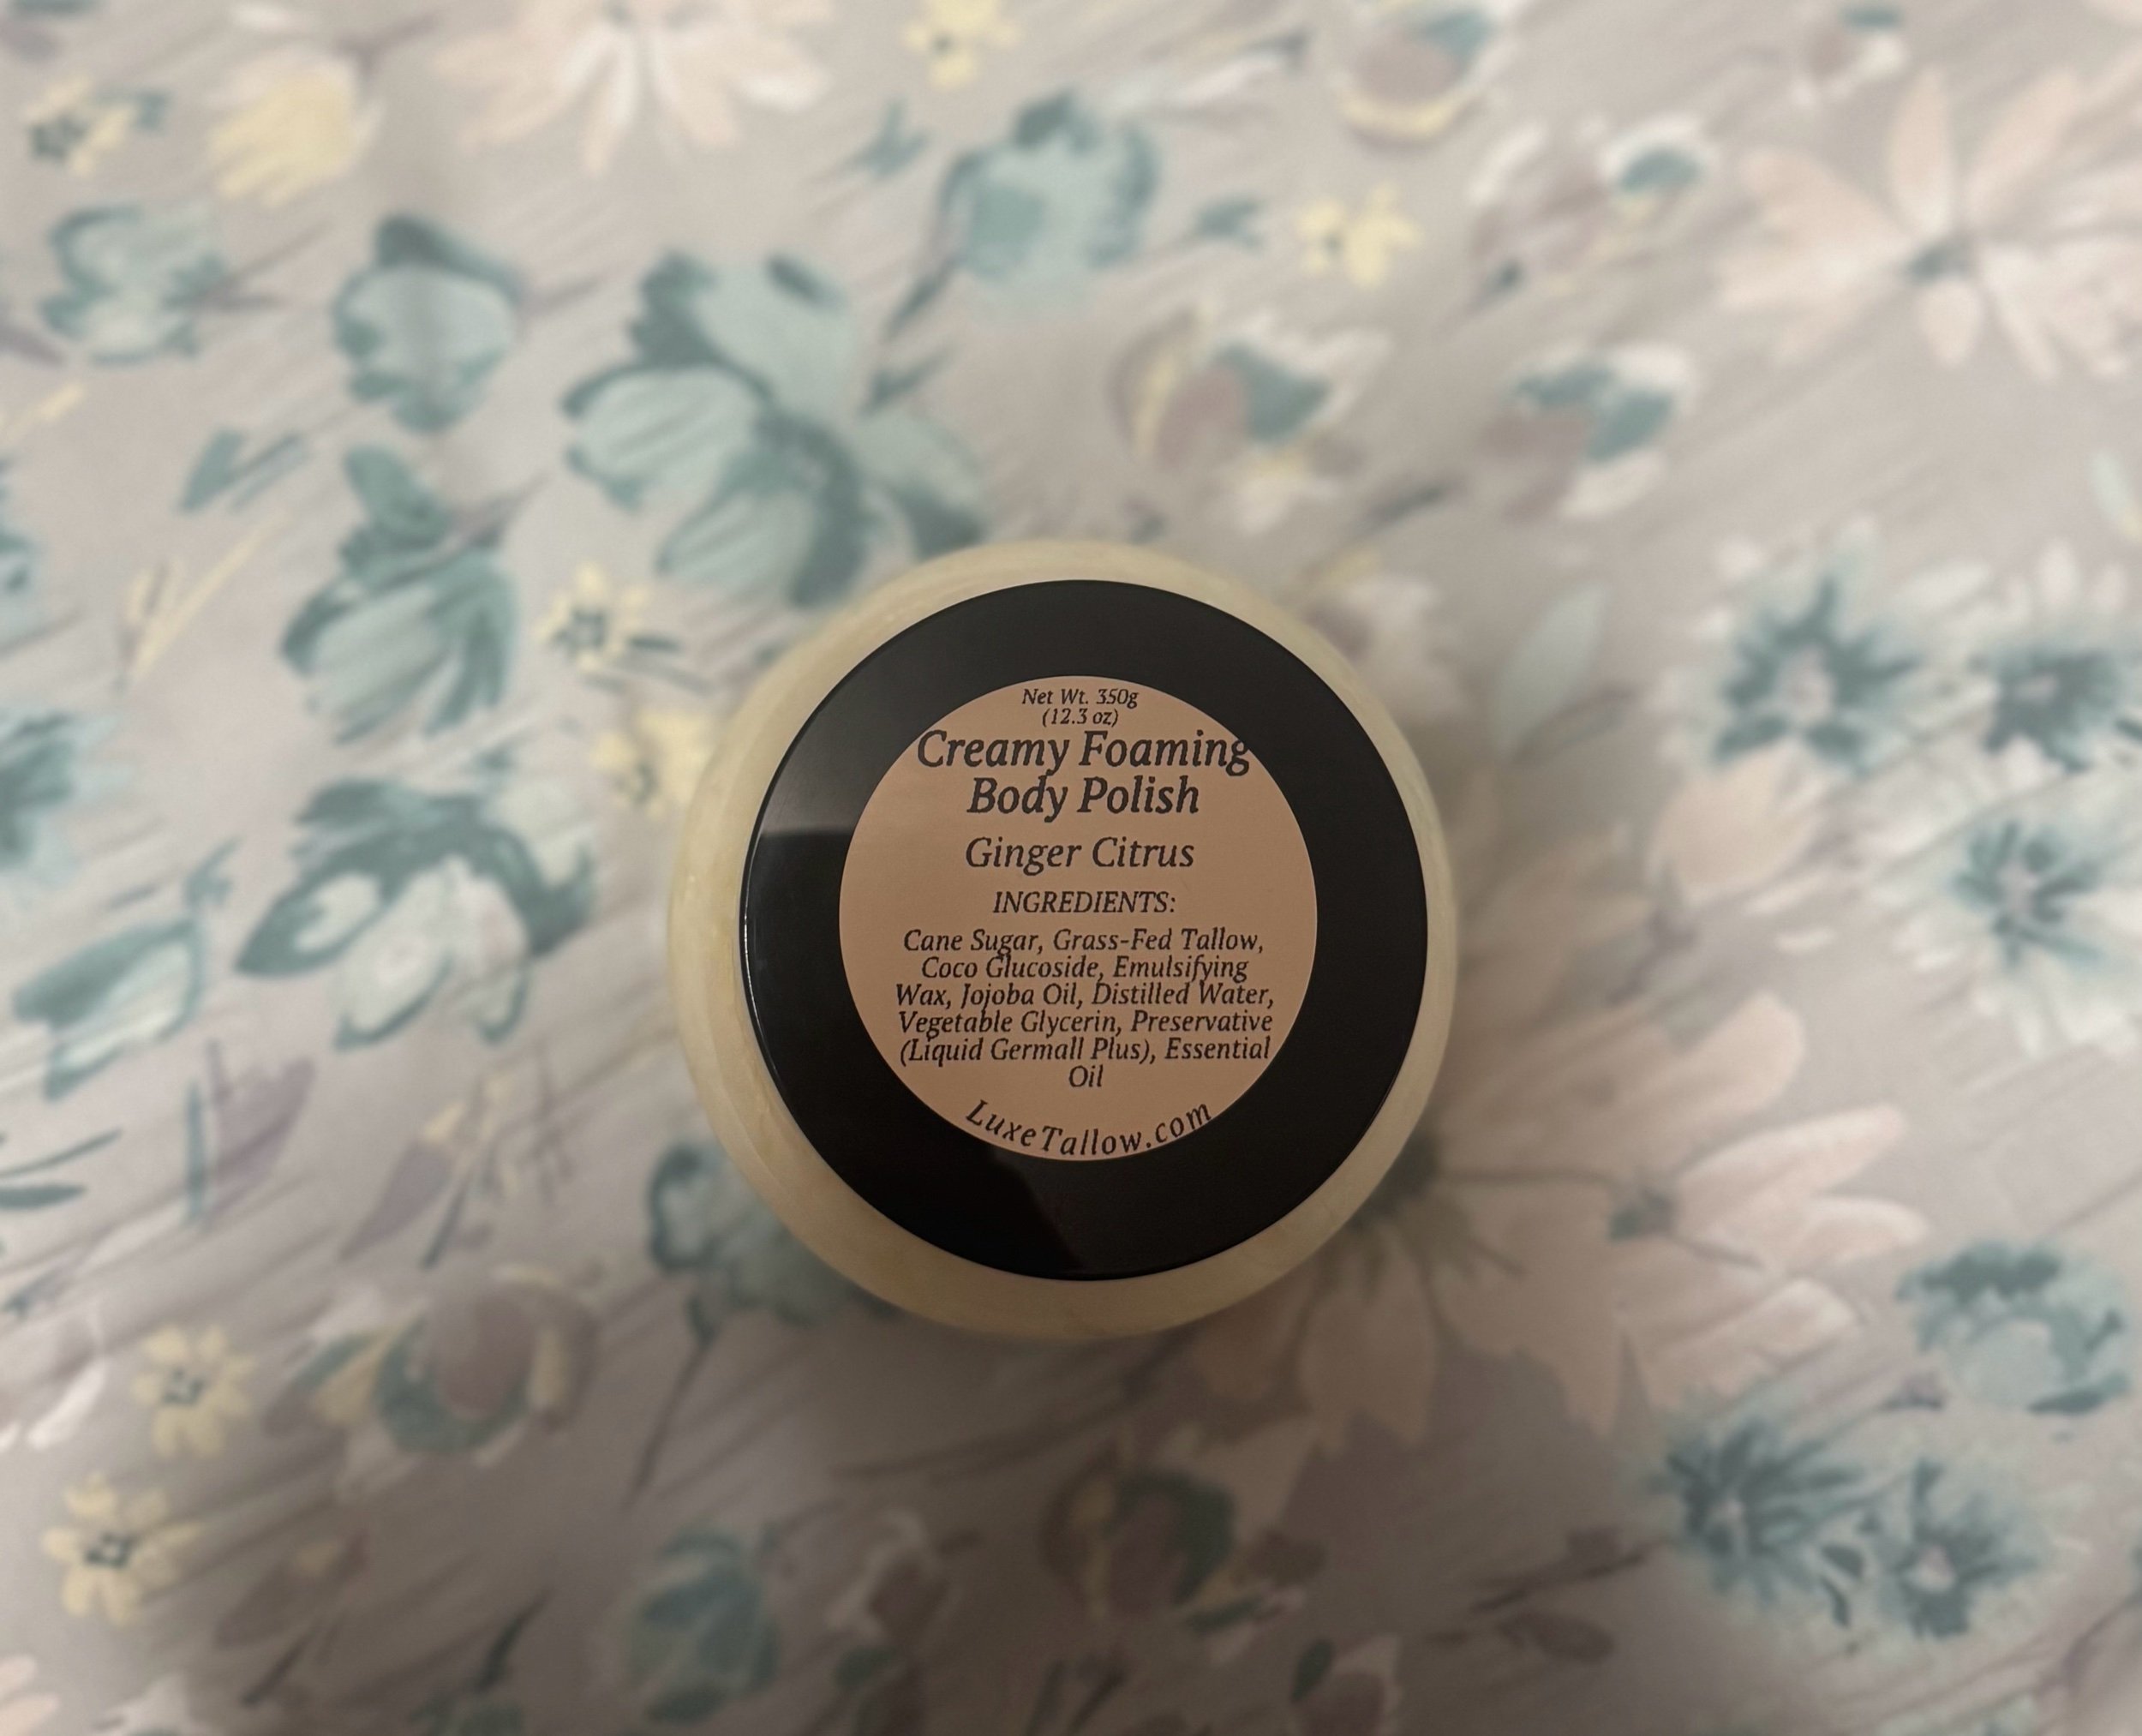 Net Wt. 350g
(12.3 oz)
Creamy Foaming
Body Polish
Ginger Citrus
INGREDIENTS:
Cane Sugar, Grass-Fed Tallow,
Coco Glucoside, Emulsifying
Wax, Jojoba Oil, Distilled Water,
Vegetable Glycerin, Preservative
(Liquid Germall Plus), Essential
Oil
LuxeTallow.com